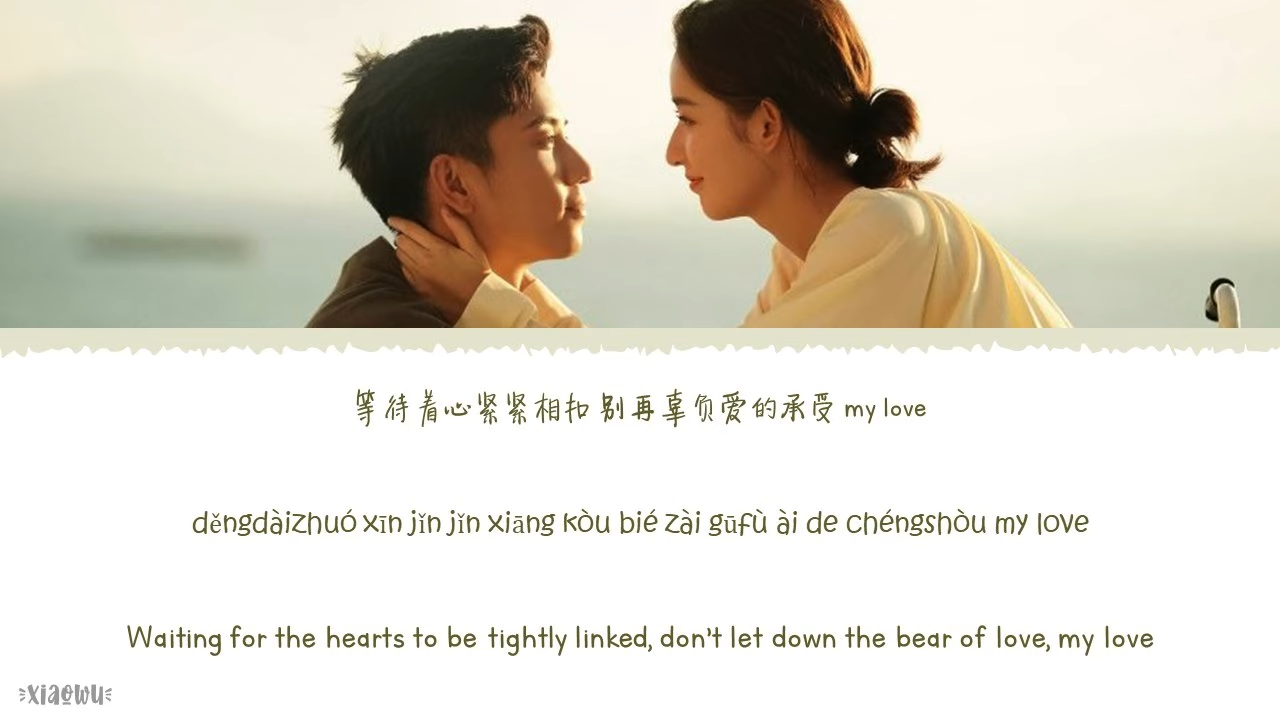 等待着心紧紧相扣 别再辜负爱的承受 my love
děngdàizhuó xīn jǐn jǐn xiāng kòu bié zài gūfù ài de chéngshòu my love
Waiting for the hearts to be tightly linked, don't let down the bear of love, my love
xiaowu